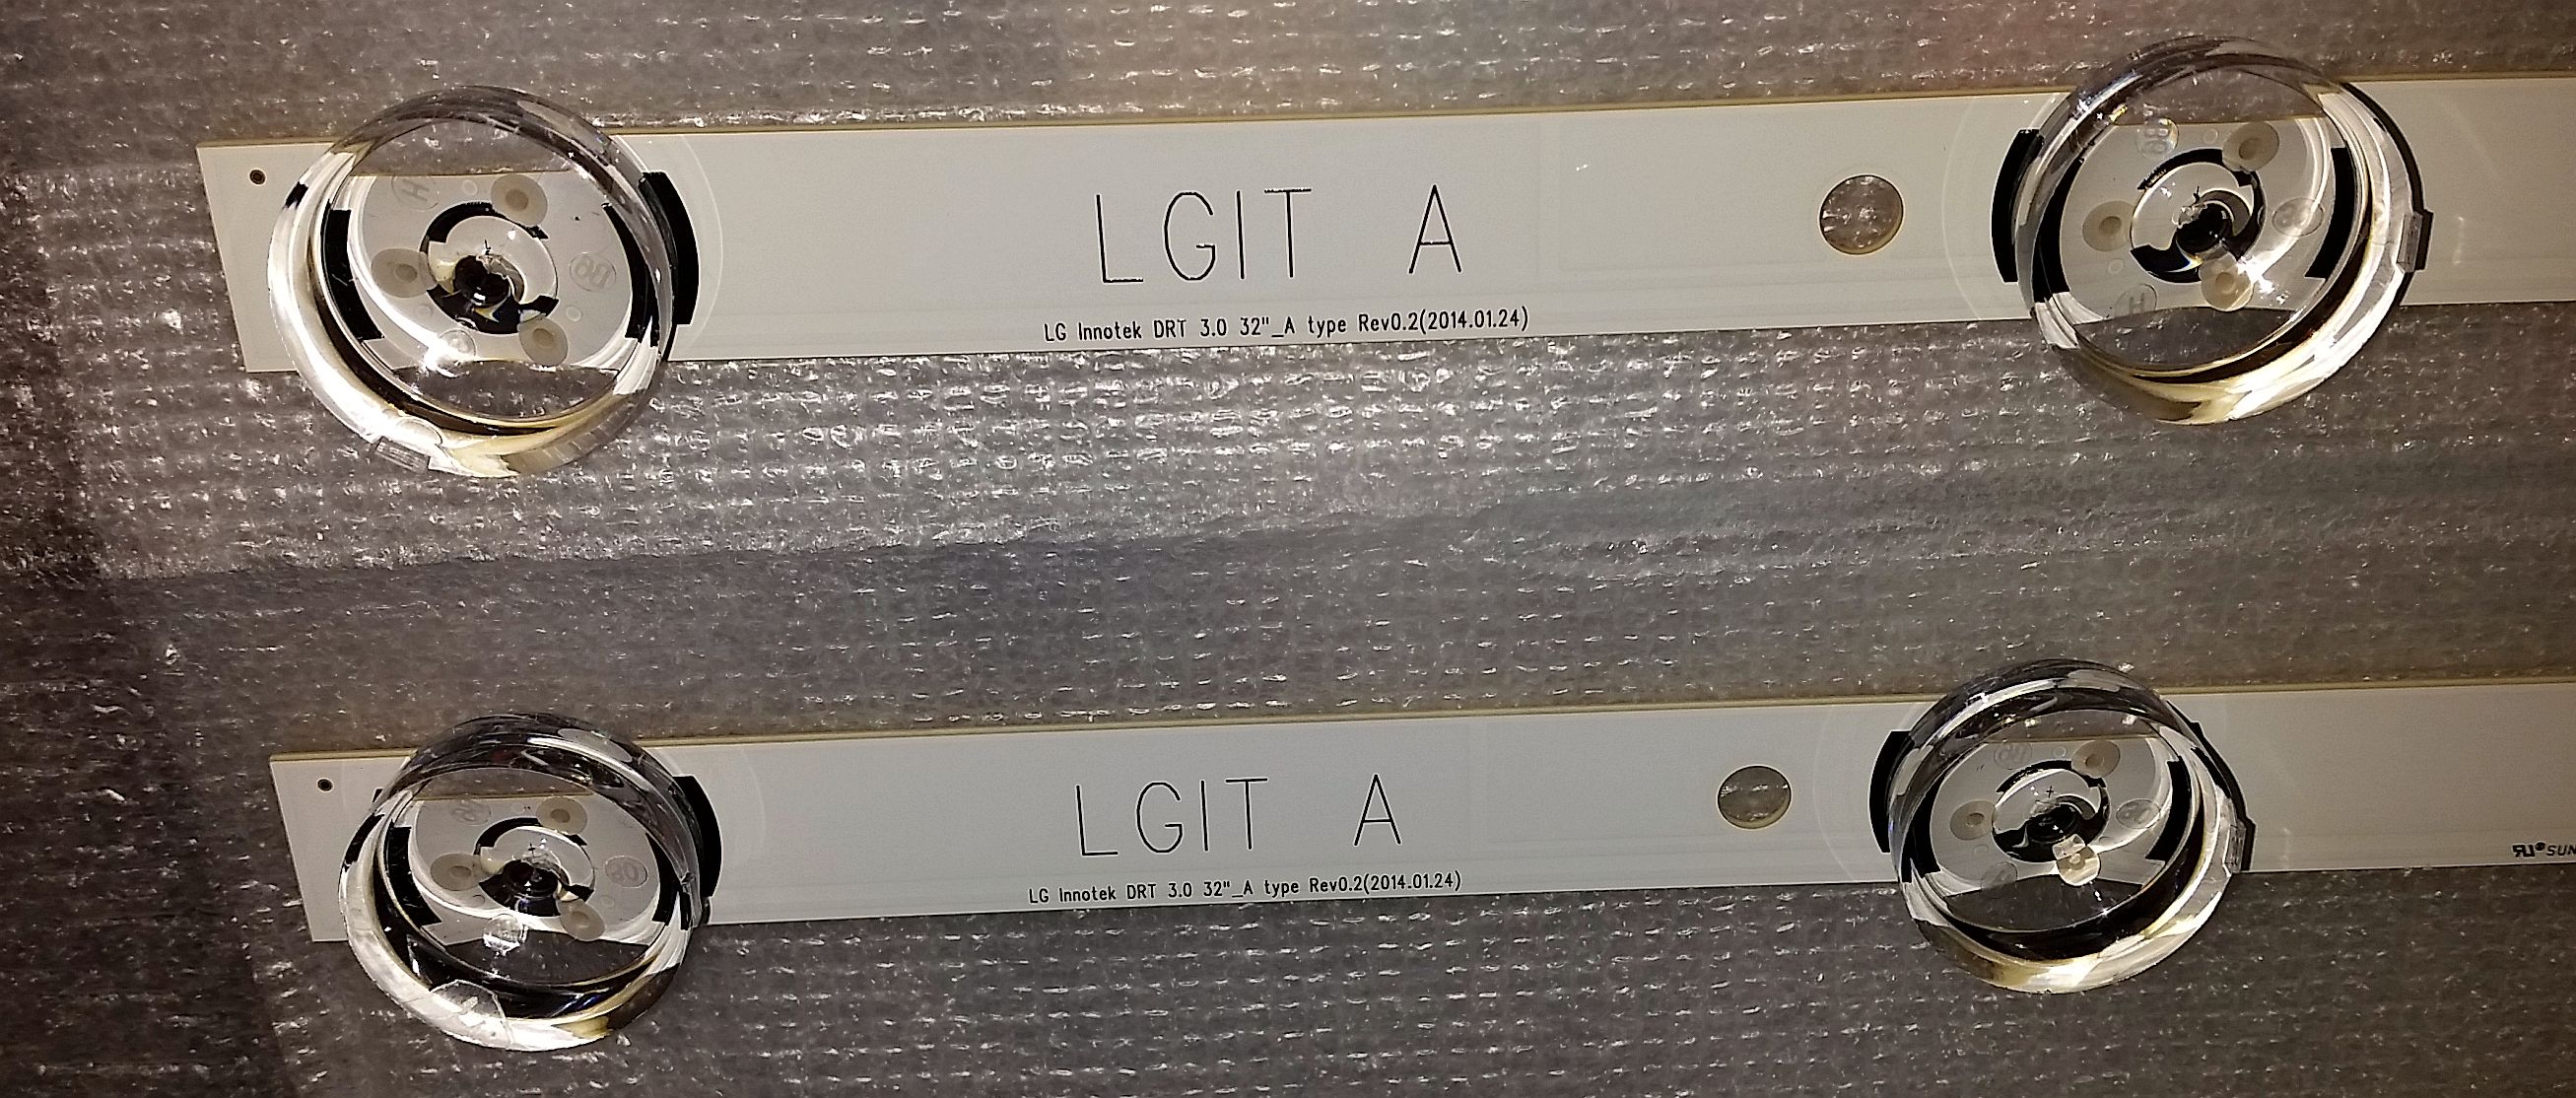 LGIT A
LG Innotek DRT 3.0 32"_A type Rev0.2(2014.01.24)
LGIT A
LG Innotek DRT 3.0 32"_A type Rev0.2(2014.01.24)
SUN